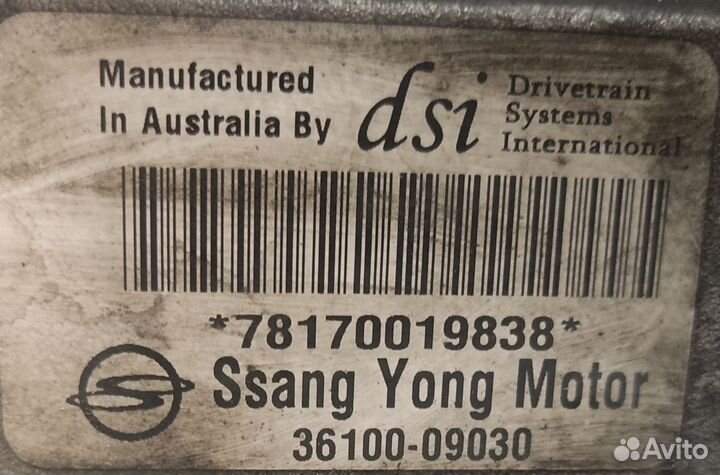 Manufactured
In Australia By
dsi
Drivetrain
Systems
International
*78170019838*
Ssang Yong Motor
36100-09030
Avito